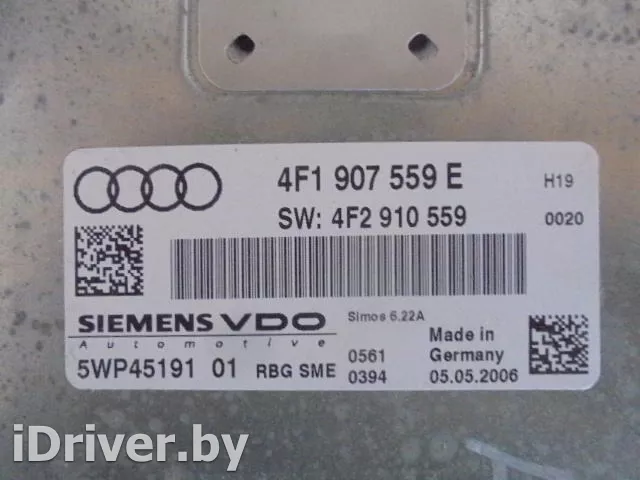 4F1 907 559 E H19
SW: 4F2 910 559 0020
SIEMENS VDO Simos 6.22A
Automotive
Made in
5WP45191 01 RBG SME 0561 Germany
0394 05.05.2006
iDriver.by